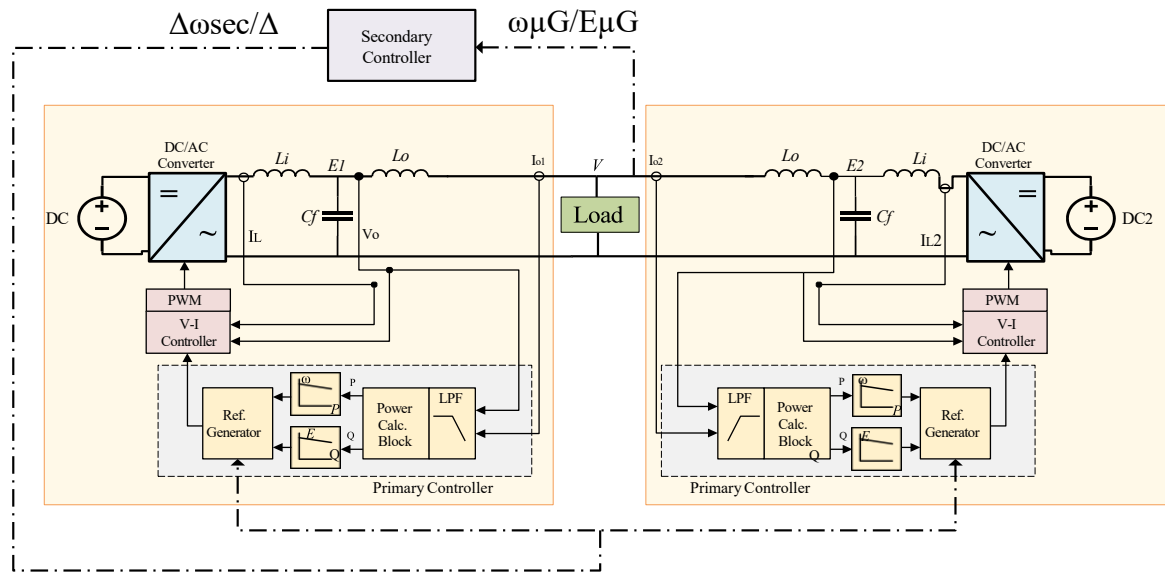 Δωsec/Δ
Secondary
Controller
ωμG/EμG
DC/AC
Converter
Li
E1
Lo
Io1
V
Io2
Lo
E2
Li
DC/AC
Converter
=
~
DC
Cf
IL
Vo
Load
Cf
IL2
=
~
DC2
PWM
V-I
Controller
PWM
V-I
Controller
Ref.
Generator
ω
P
P
E
Q
Q
Power
Calc.
Block
LPF
Primary Controller
LPF
Power
Calc.
Block
Q
P
ω
P
Q
E
Ref.
Generator
Primary Controller